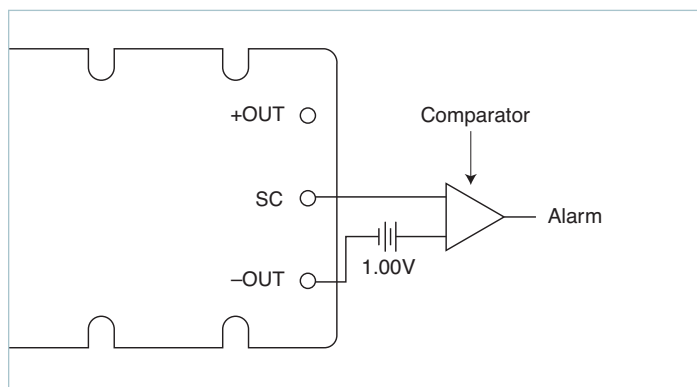 +OUT
Comparator
SC
Alarm
1.00V
–OUT